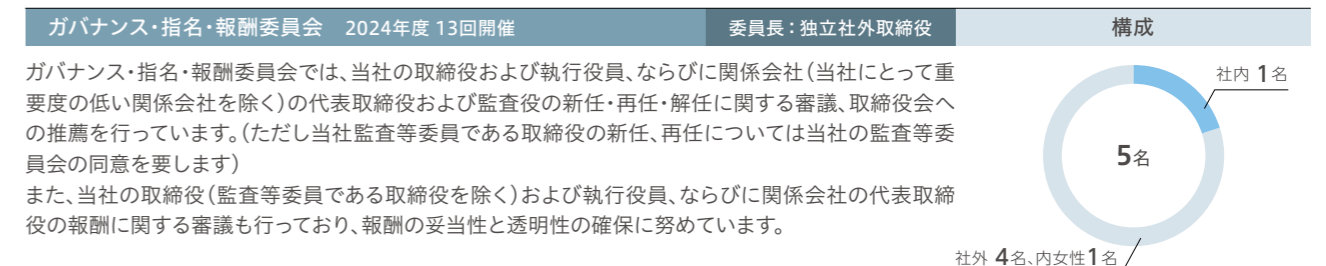 ガバナンス・指名・報酬委員会 2024年度 13回開催
委員長：独立社外取締役
構成
ガバナンス・指名・報酬委員会では、当社の取締役および執行役員、ならびに関係会社（当社にとって重
要度の低い関係会社を除く）の代表取締役および監査役の新任・再任・解任に関する審議、取締役会へ
の推薦を行っています。（ただし当社監査等委員である取締役の新任、再任については当社の監査等委
員会の同意を要します）
また、当社の取締役（監査等委員である取締役を除く）および執行役員、ならびに関係会社の代表取締
役の報酬に関する審議も行っており、報酬の妥当性と透明性の確保に努めています。
社内 1名
5名
社外 4名、内女性1名